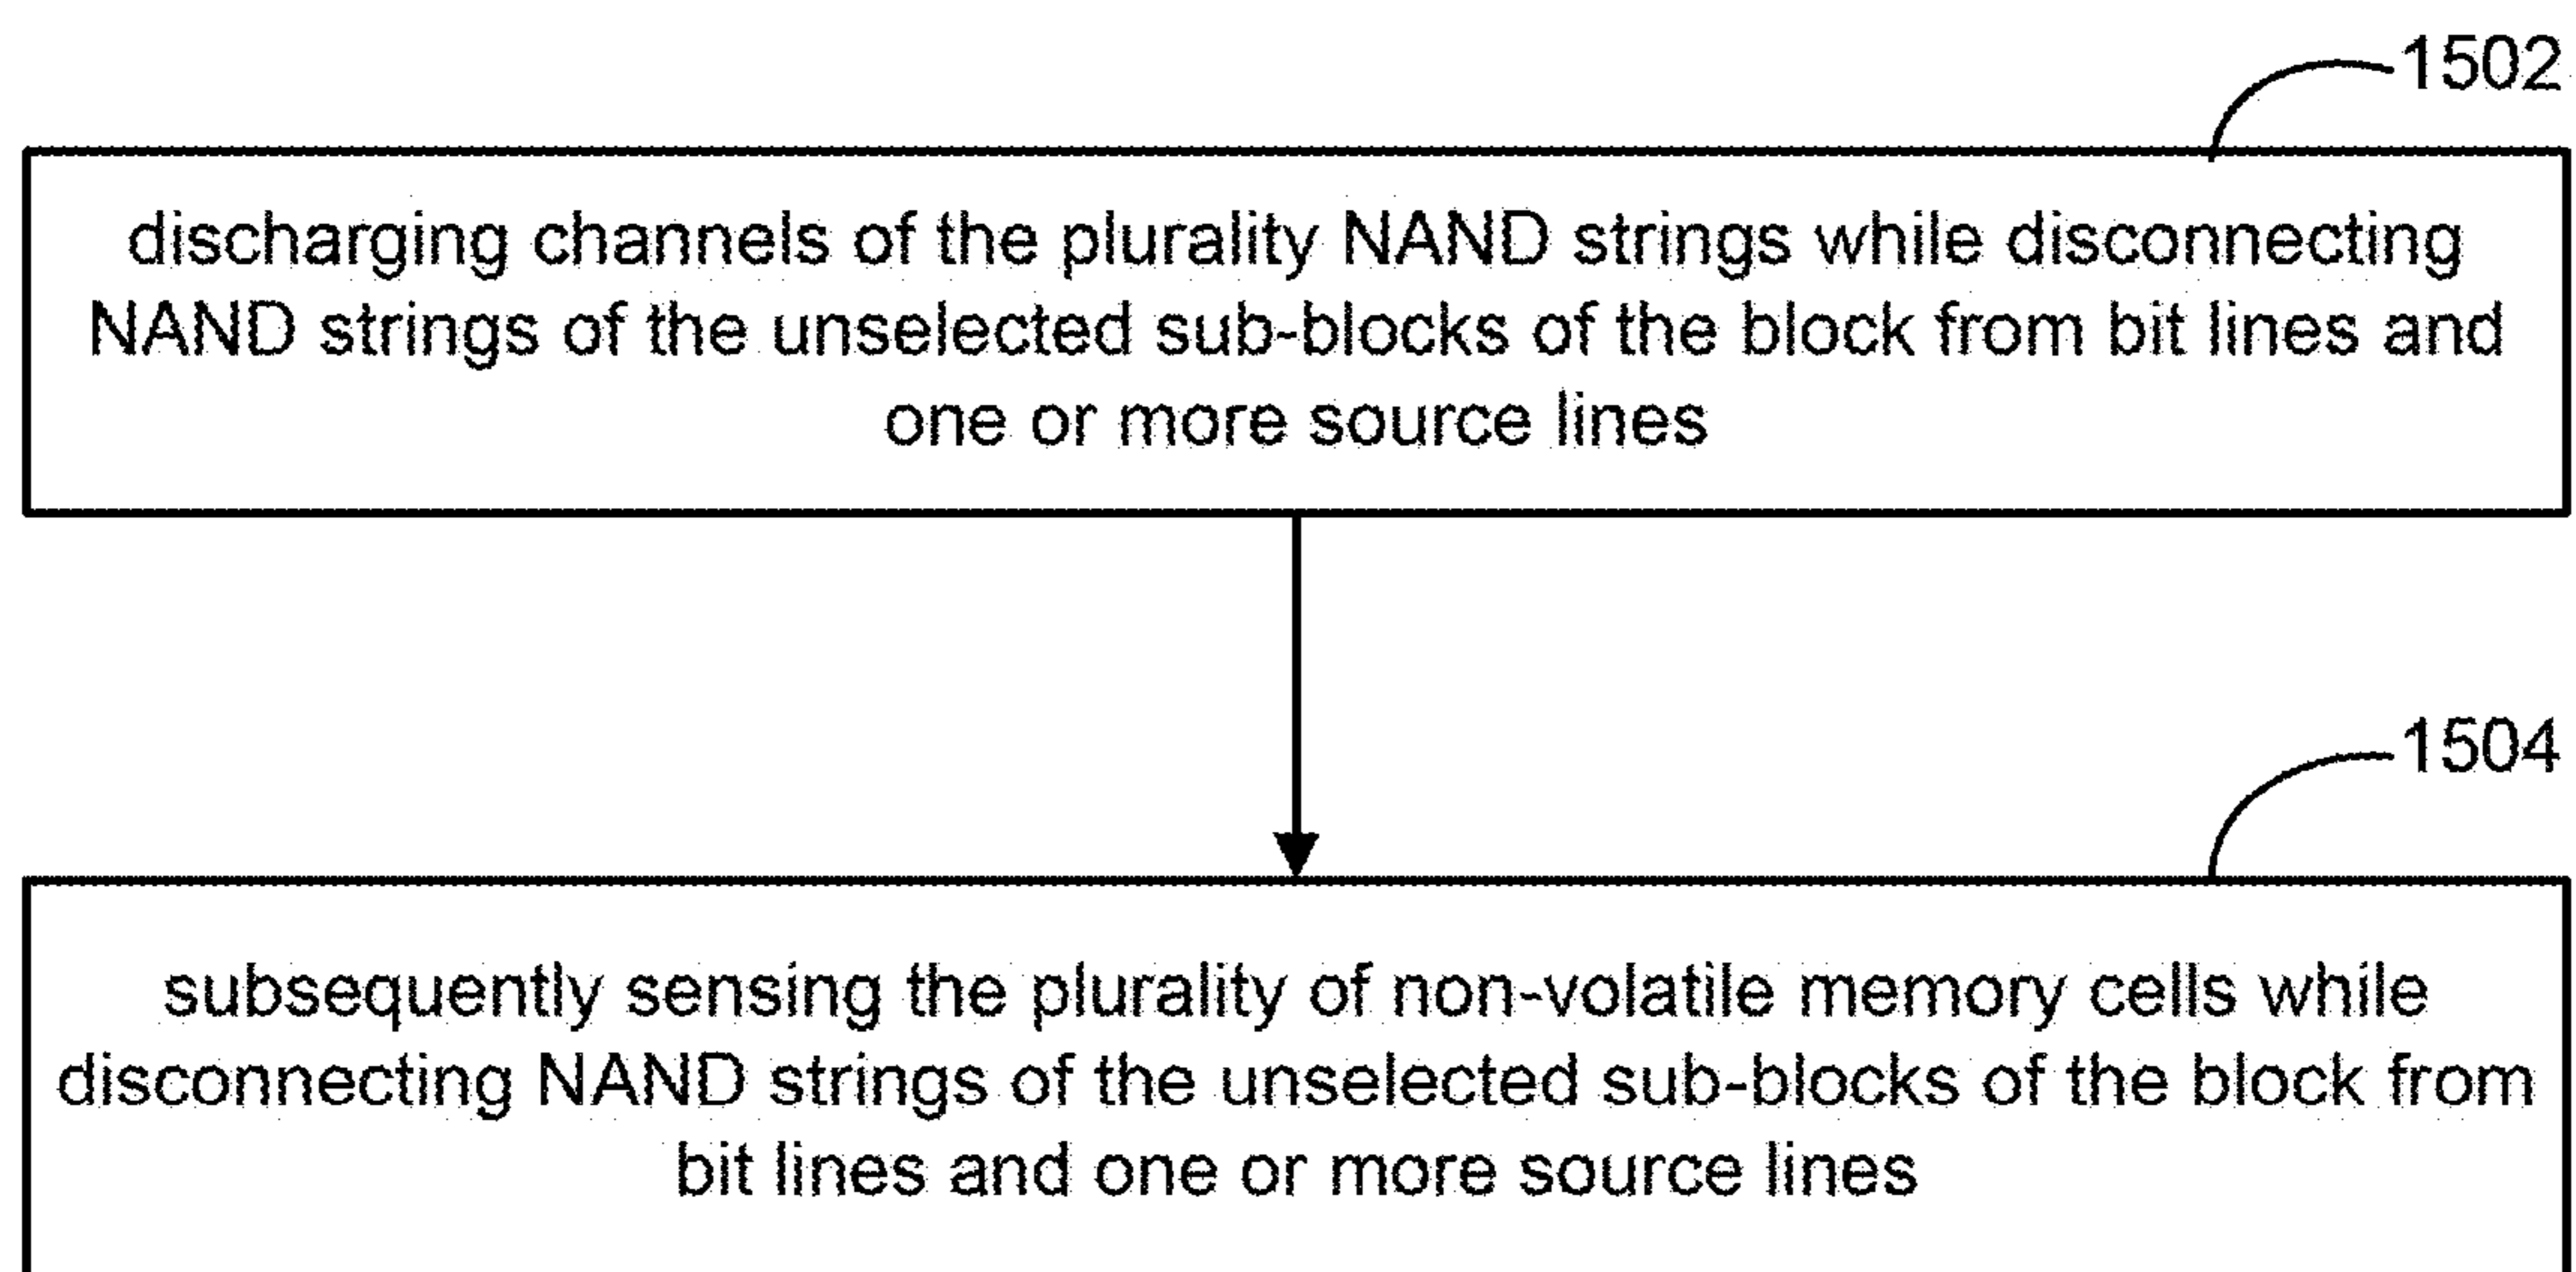 1502
discharging channels of the plurality NAND strings while disconnecting
NAND strings of the unselected sub-blocks of the block from bit lines and
one or more source lines
1504
subsequently sensing the plurality of non-volatile memory cells while
disconnecting NAND strings of the unselected sub-blocks of the block from
bit lines and one or more source lines